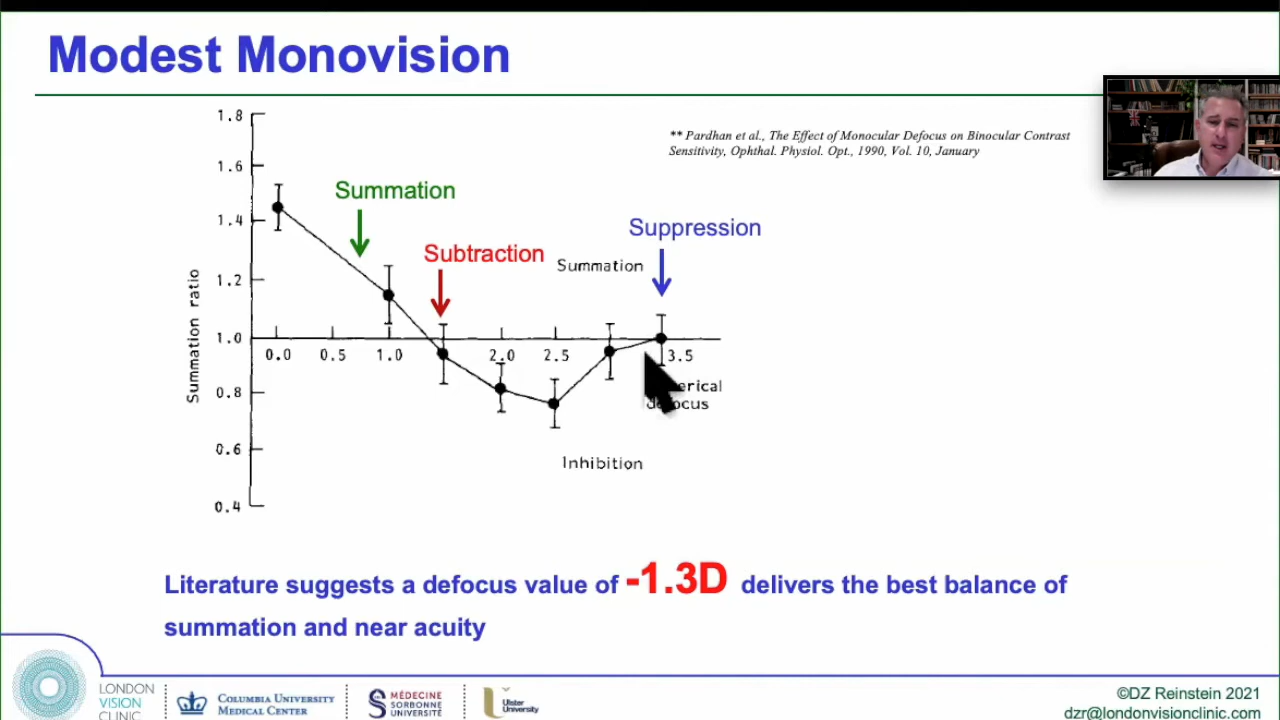 Modest Monovision
1.8
** Pardhan et al., The Effect of Monocular Defocus on Binocular Contrast
Sensitivity, Ophthal. Physiol. Opt., 1990, Vol. 10, January
1.6
Summation
1.4
Suppression
Subtraction
Summation
1.2
Summation ratio
1.0
0.0 0.5 1.0 2.0 2.5 3.5
erical
defocus
0.8
0.6
Inhibition
0.4
Literature suggests a defocus value of -1.3D delivers the best balance of
summation and near acuity
LONDON
VISION
CLINIC
COLUMBIA UNIVERSITY
MEDICAL CENTER
MÉDECINE
SORBONNE
UNIVERSITÉ
Ulster
University
©DZ Reinstein 2021
dzr@londonvisionclinic.com